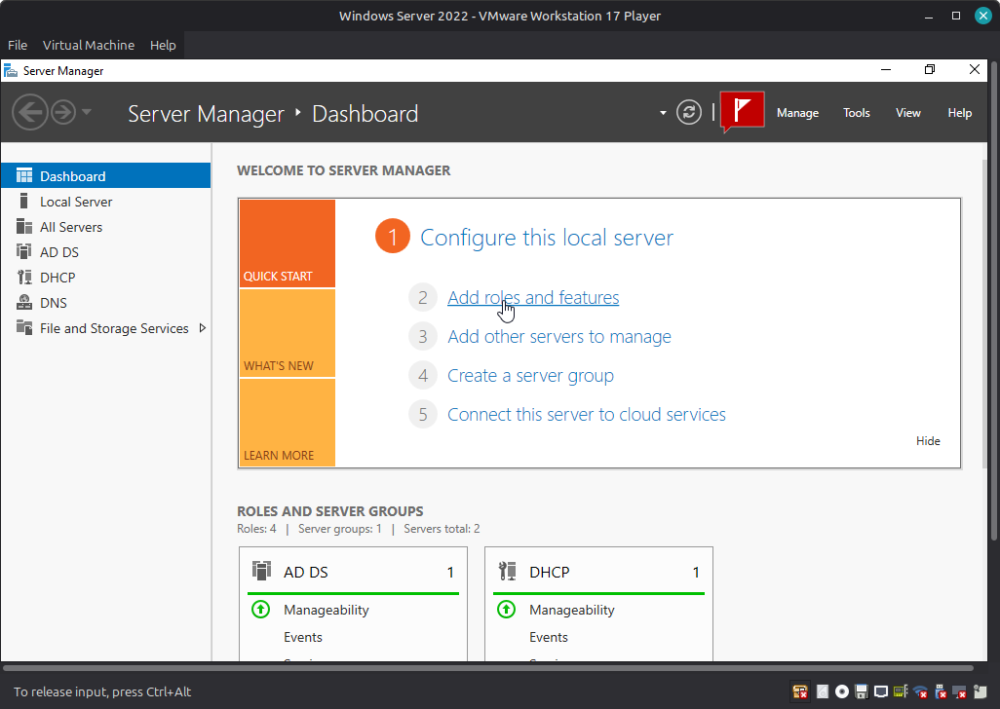 Windows Server 2022 - VMware Workstation 17 Player
File Virtual Machine Help
Server Manager
Server Manager Dashboard
Manage Tools View Help
Dashboard
Local Server
All Servers
AD DS
DHCP
DNS
File and Storage Services
WELCOME TO SERVER MANAGER
QUICK START
WHAT'S NEW
LEARN MORE
1 Configure this local server
2 Add roles and features
3 Add other servers to manage
4 Create a server group
5 Connect this server to cloud services
Hide
ROLES AND SERVER GROUPS
Roles: 4 | Server groups: 1 | Servers total: 2
AD DS 1
Manageability
Events
DHCP 1
Manageability
Events
To release input, press Ctrl+Alt